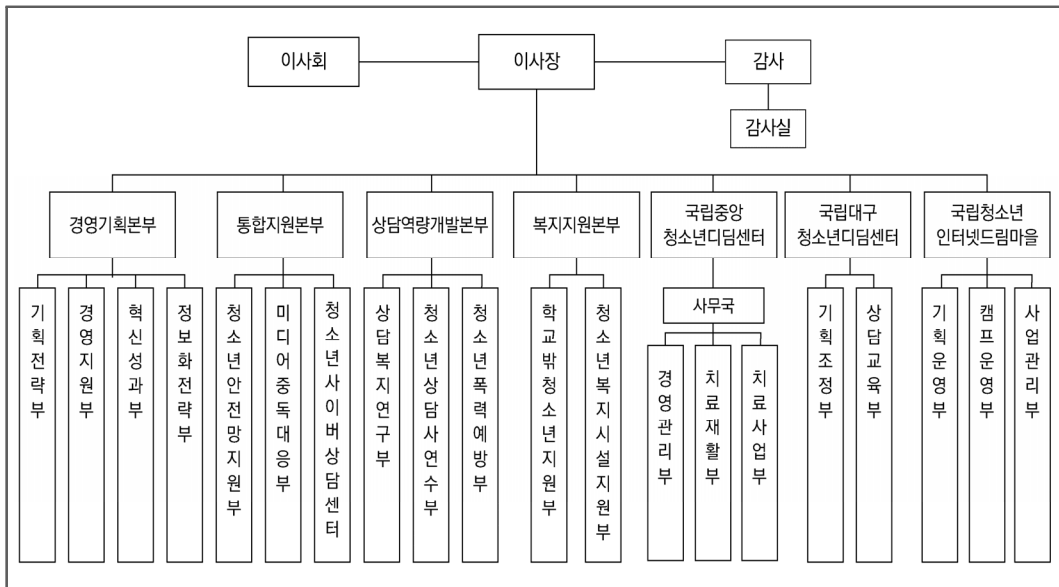 이사회
이사장
감사
감사실
경영기획본부
통합지원본부
상담역량개발본부
복지지원본부
국립중앙
청소년디딤센터
국립대구
청소년디딤센터
국립청소년
인터넷드림마을
기획전략부
경영지원부
혁신성과부
정보화전략부
청소년안전망지원부
미디어중독대응부
청소년사이버상담센터
상담복지연구부
청소년상담사연수부
청소년폭력예방부
학교밖청소년지원부
청소년복지시설지원부
사무국
경영관리부
치료재활부
치료사업부
기획조정부
상담교육부
기획운영부
캠프운영부
사업관리부